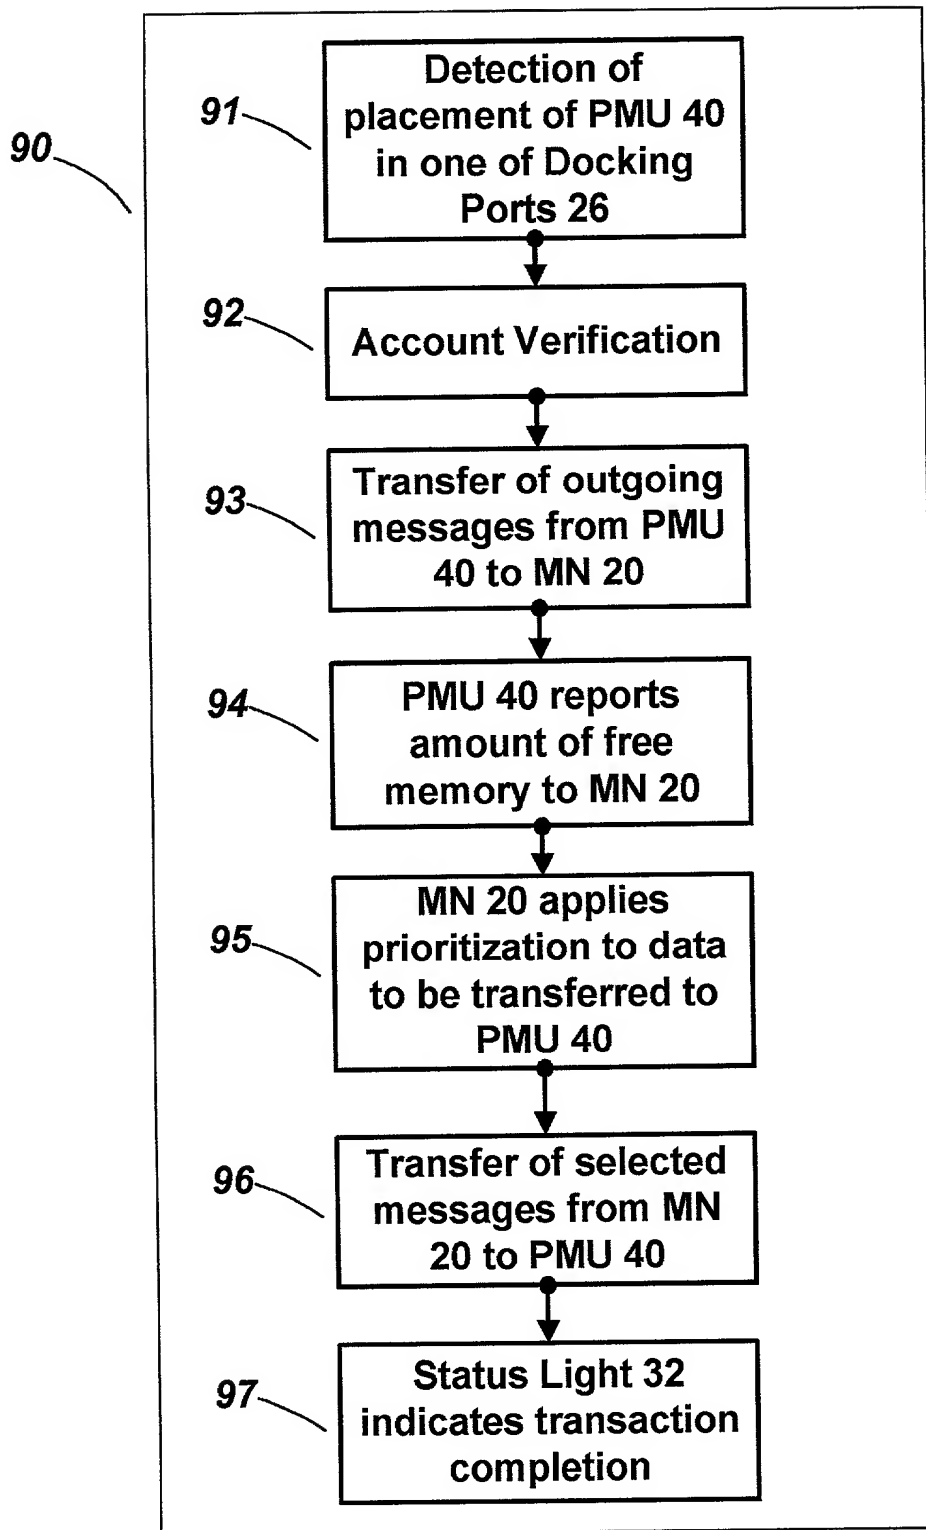 90
91
Detection of
placement of PMU 40
in one of Docking
Ports 26
92
Account Verification
93
Transfer of outgoing
messages from PMU
40 to MN 20
94
PMU 40 reports
amount of free
memory to MN 20
95
MN 20 applies
prioritization to data
to be transferred to
PMU 40
96
Transfer of selected
messages from MN
20 to PMU 40
97
Status Light 32
indicates transaction
completion